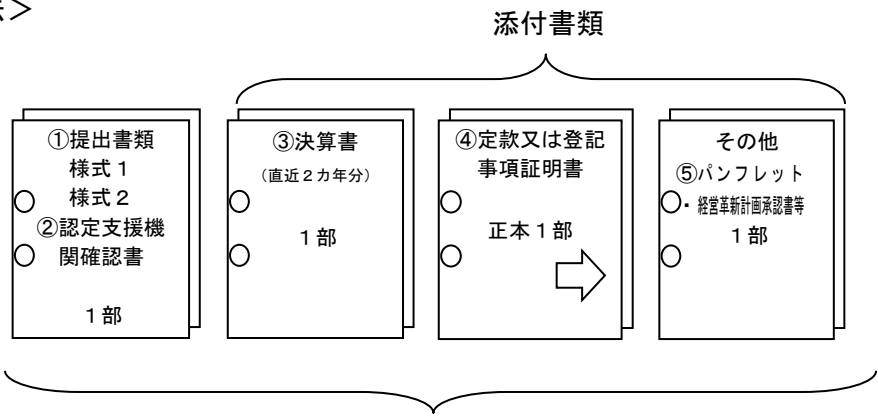 ＞
添付書類
①提出書類
様式１
様式２
②認定支援機
関確認書
１部
③決算書
（直近２カ年分）
１部
④定款又は登記
事項証明書
正本１部
その他
⑤パンフレット
・経営革新計画承認書等
１部